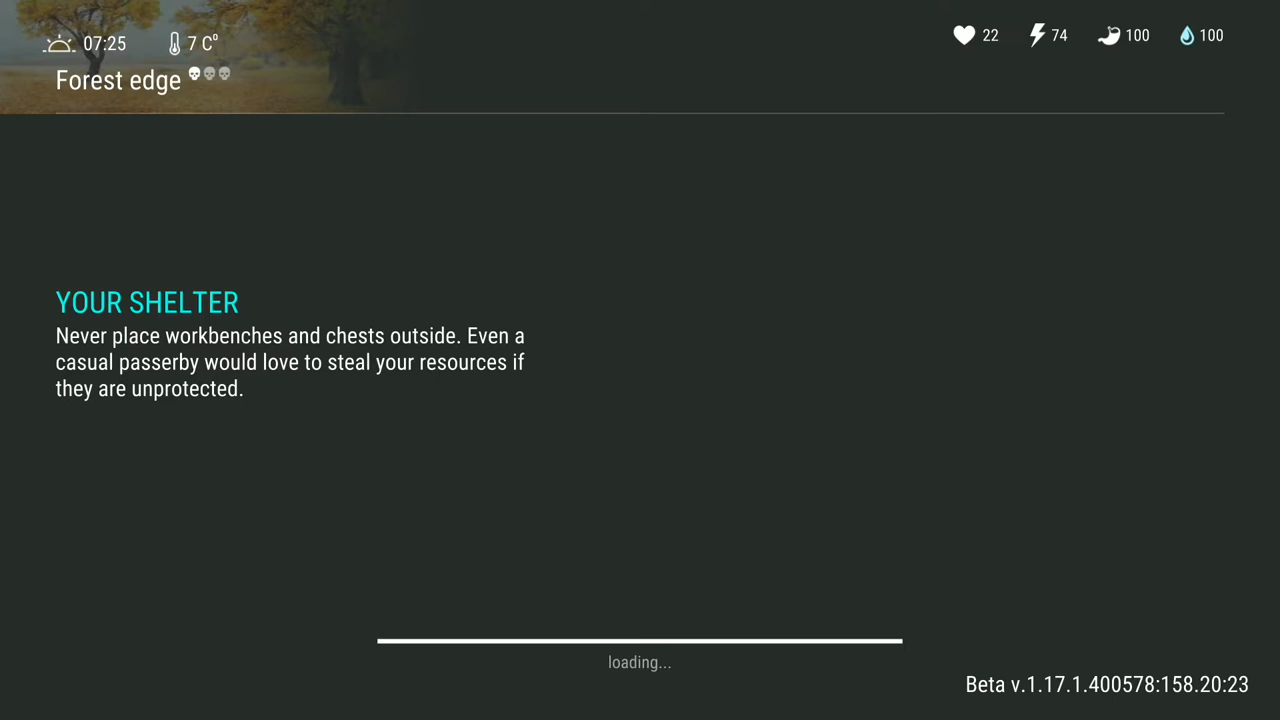 07:25 7 C⁰
22 74 100 100
Forest edge
YOUR SHELTER
Never place workbenches and chests outside. Even a
casual passerby would love to steal your resources if
they are unprotected.
loading...
Beta v.1.17.1.400578:158.20:23